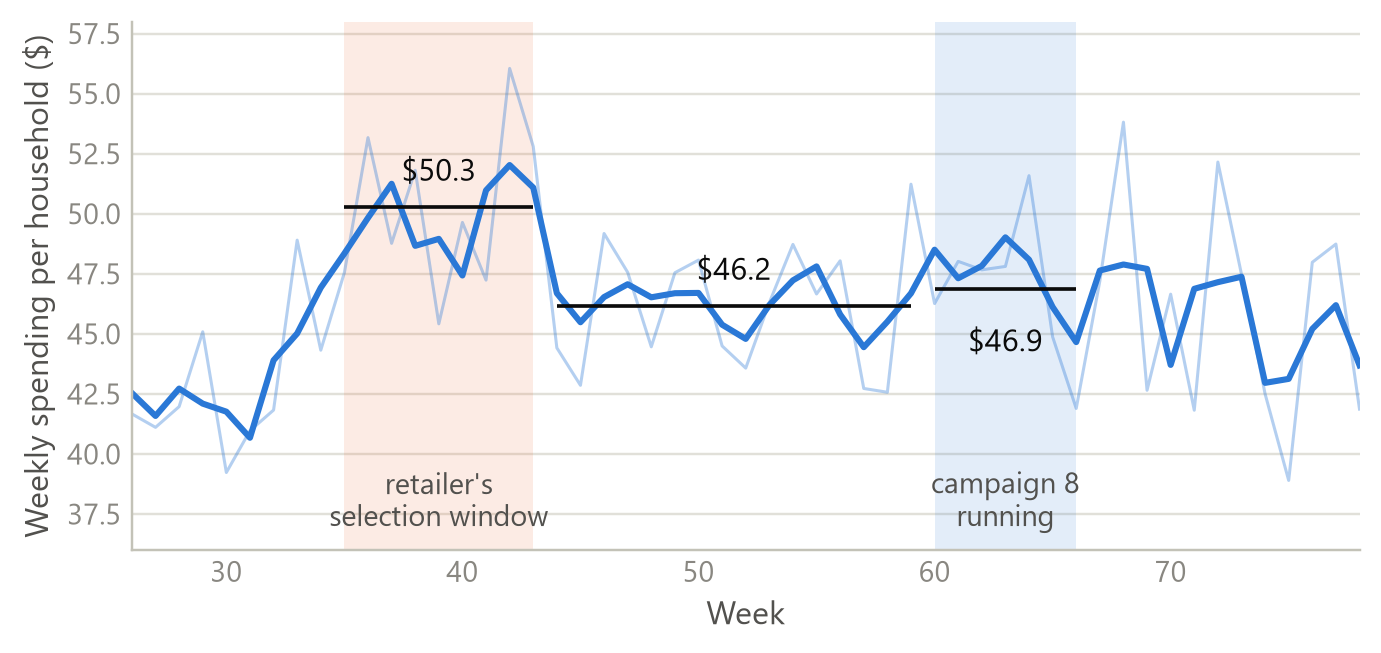 Weekly spending per household ($)
57.5
55.0
52.5
50.0
47.5
45.0
42.5
40.0
37.5
$50.3
$46.2
$46.9
retailer's
selection window
campaign 8
running
30
40
50
60
70
Week